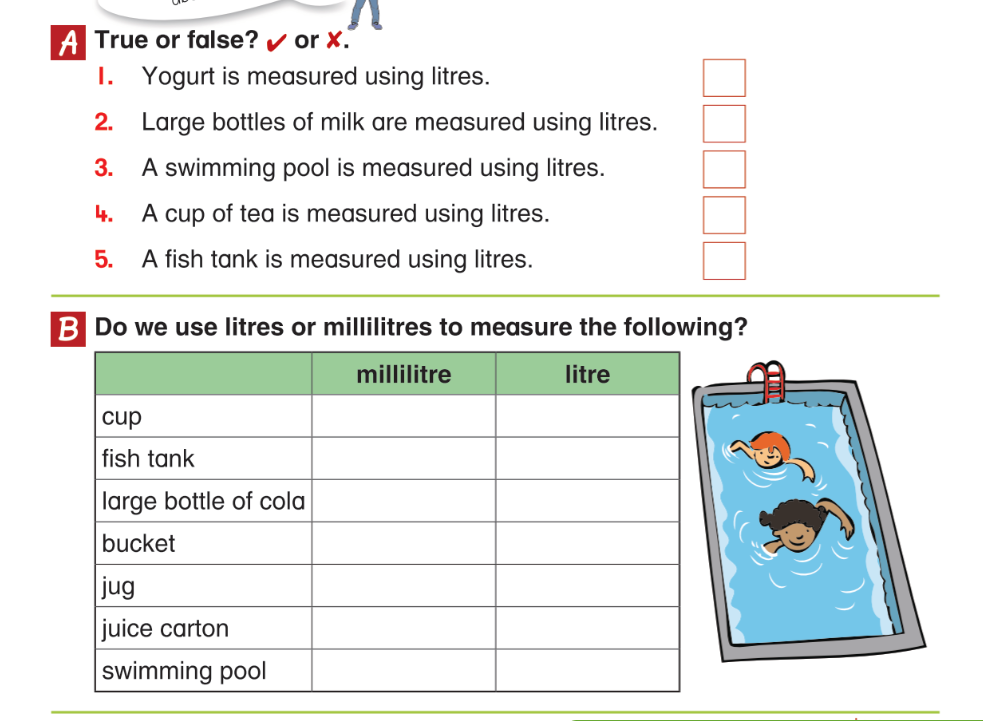 A True or false? ✔ or ✘.
1. Yogurt is measured using litres.
2. Large bottles of milk are measured using litres.
3. A swimming pool is measured using litres.
4. A cup of tea is measured using litres.
5. A fish tank is measured using litres.
B Do we use litres or millilitres to measure the following?
millilitre litre
cup
fish tank
large bottle of cola
bucket
jug
juice carton
swimming pool